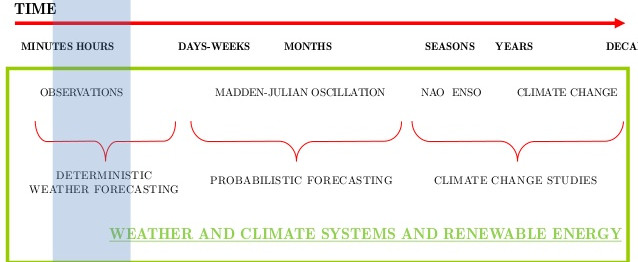 TIME
MINUTES HOURS DAYS-WEEKS MONTHS SEASONS YEARS DECA
OBSERVATIONS MADDEN-JULIAN OSCILLATION NAO ENSO CLIMATE CHANGE
DETERMINISTIC
WEATHER FORECASTING
PROBABILISTIC FORECASTING
CLIMATE CHANGE STUDIES
WEATHER AND CLIMATE SYSTEMS AND RENEWABLE ENERGY